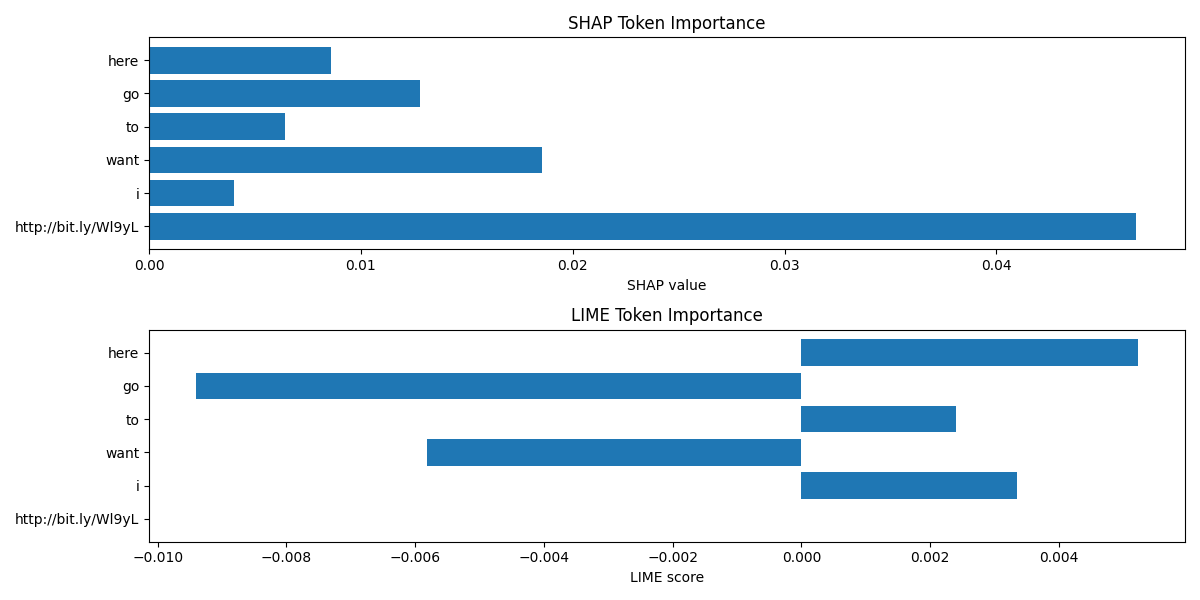 SHAP Token Importance
here
go
to
want
i
http://bit.ly/Wl9yL
0.00 0.01 0.02 0.03 0.04
SHAP value
LIME Token Importance
here
go
to
want
i
http://bit.ly/Wl9yL
−0.010 −0.008 −0.006 −0.004 −0.002 0.000 0.002 0.004
LIME score